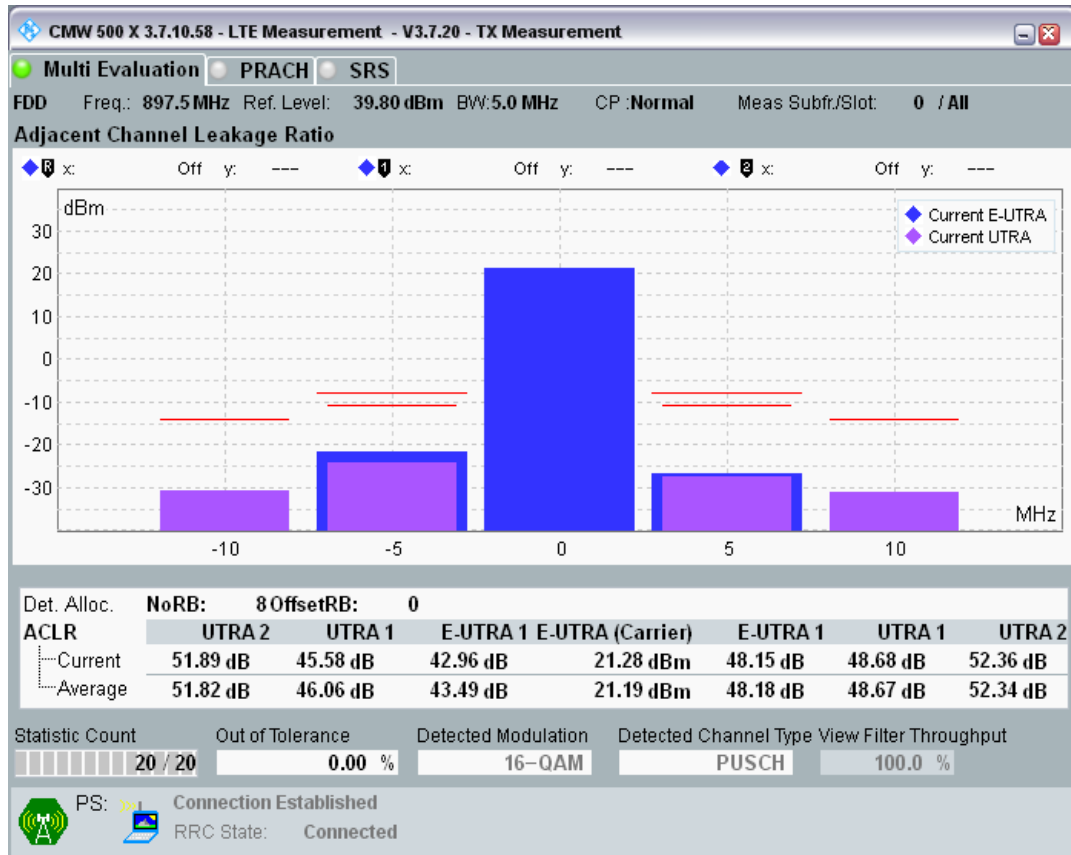 CMW 500 X 3.7.10.58 - LTE Measurement - V3.7.20 - TX Measurement
Multi Evaluation PRACH SRS
FDD Freq.: 897.5 MHz Ref. Level: 39.80 dBm BW:5.0 MHz CP :Normal Meas Subfr./Slot: 0 / All
Adjacent Channel Leakage Ratio
R x: Off y: --- 1 x: Off y: --- 2 x: Off y: ---
dBm
Current E-UTRA
Current UTRA
30
20
10
0
-10
-20
-30
MHz
-10 -5 0 5 10
Det. Alloc. NoRB: 8 OffsetRB: 0
ACLR UTRA 2 UTRA 1 E-UTRA 1 E-UTRA (Carrier) E-UTRA 1 UTRA 1 UTRA 2
Current 51.89 dB 45.58 dB 42.96 dB 21.28 dBm 48.15 dB 48.68 dB 52.36 dB
Average 51.82 dB 46.06 dB 43.49 dB 21.19 dBm 48.18 dB 48.67 dB 52.34 dB
Statistic Count Out of Tolerance Detected Modulation Detected Channel Type View Filter Throughput
20 / 20 0.00 % 16-QAM PUSCH 100.0 %
PS: Connection Established
RRC State: Connected